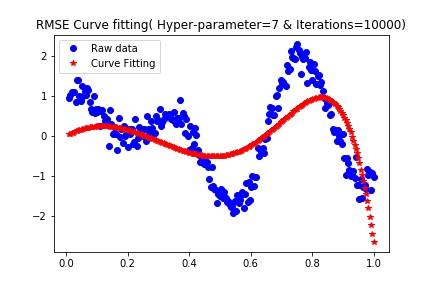 RMSE Curve fitting( Hyper-parameter=7 & Iterations=10000)
Raw data
Curve Fitting
2
1
0
−1
−2
0.0 0.2 0.4 0.6 0.8 1.0